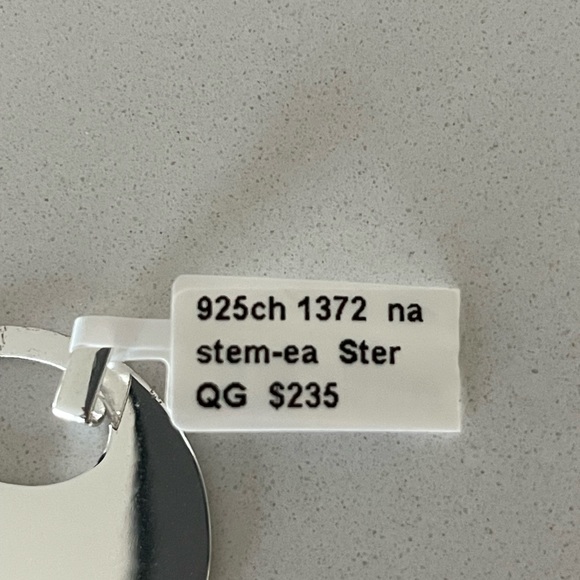 925ch 1372 na
stem-ea Ster
QG $235